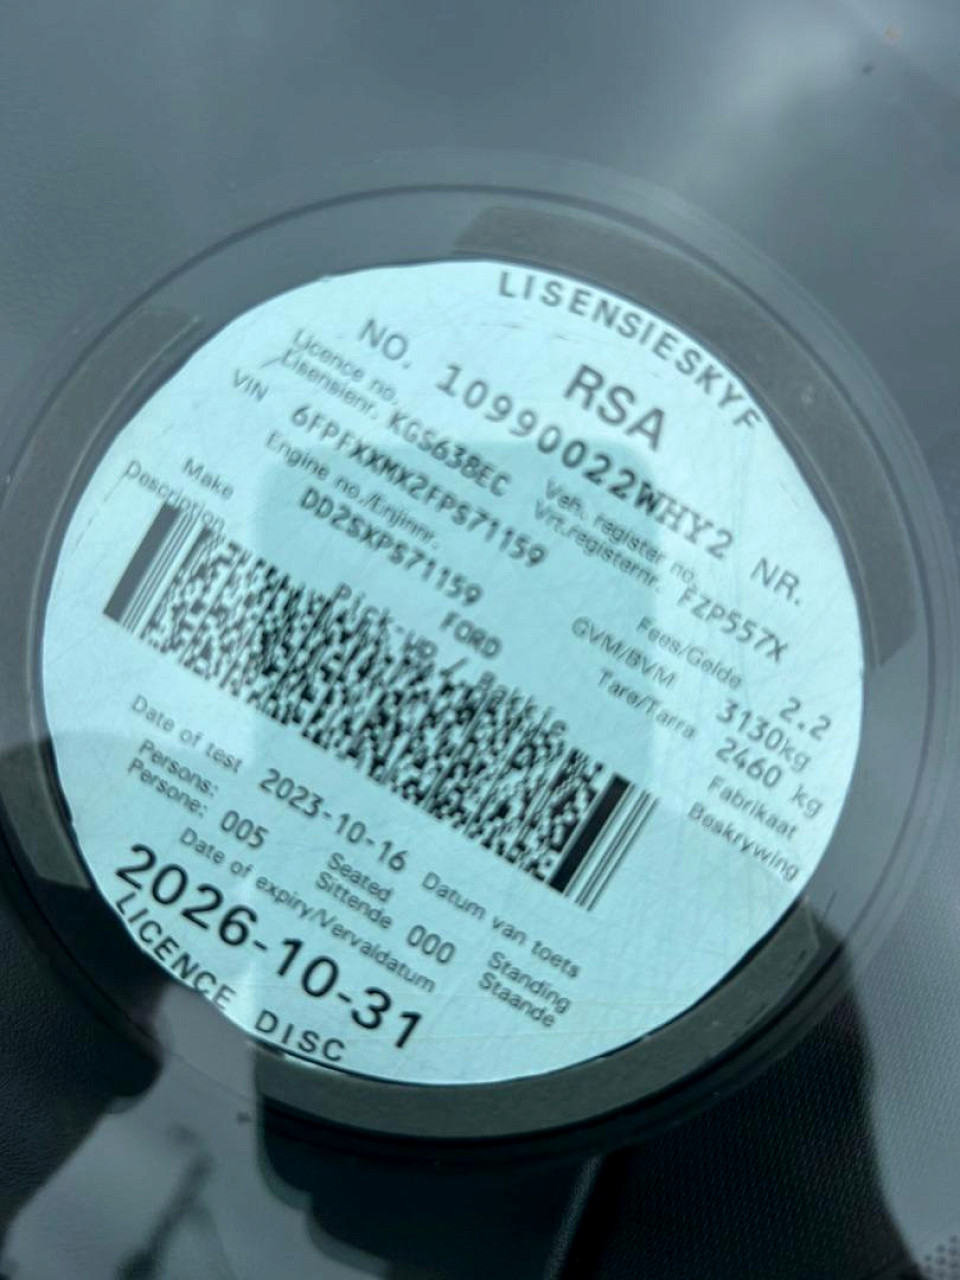 LISENSIESKYF
RSA
NO. 10990022WHY2 NR.
Licence no.
Lisensienr. KGS638EC
Veh. register no.
Vrt.registernr. FZP557X
VIN 6FPFXXMX2FPS71159
Fees/Gelde 2.2
Engine no./Enjinnr. DD2SXPS71159
GVM/BVM 3130kg
Tare/Tarra 2460 kg
Make FORD Fabrikaat
Description Pick-up / Bakkie Beskrywing
Date of test 2023-10-16 Datum van toets
Persons:
Persone: 005 Seated
Sittende 000 Standing
Staande
Date of expiry/Vervaldatum
2026-10-31
LICENCE DISC